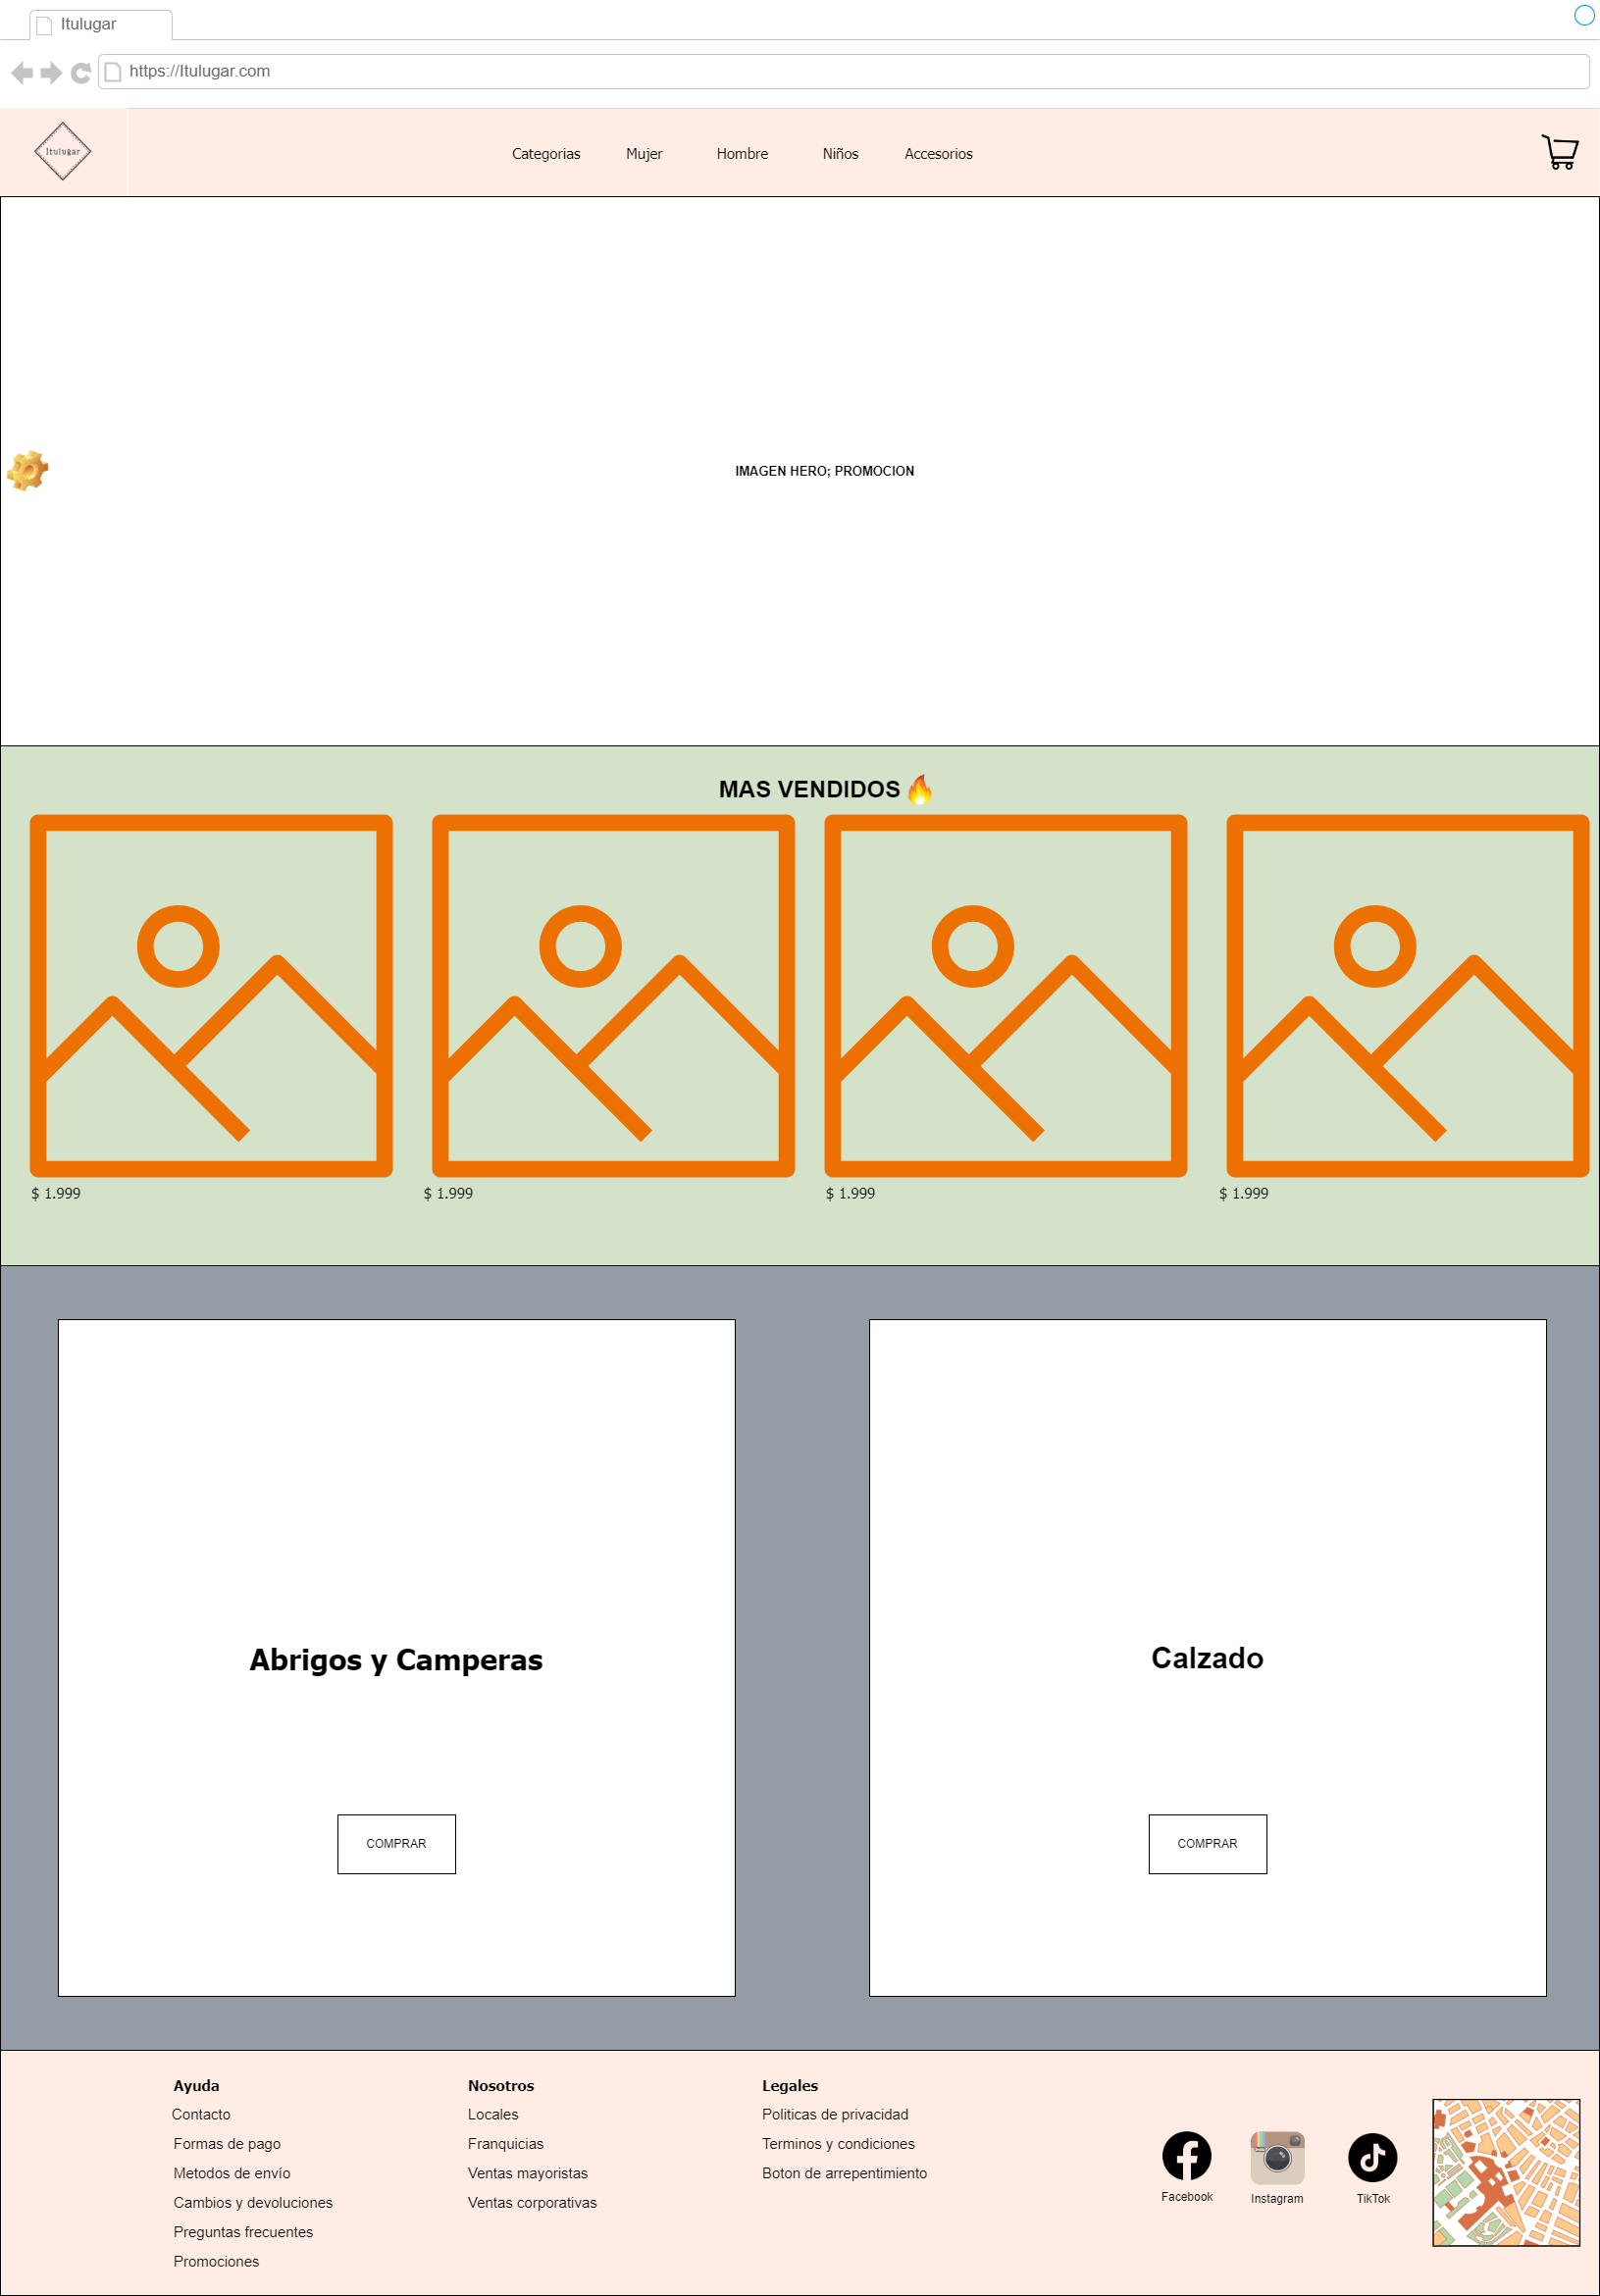 Itulugar
https://Itulugar.com
Itulugar
Categorias Mujer Hombre Niños Accesorios
IMAGEN HERO; PROMOCION
MAS VENDIDOS 🔥
$ 1.999 $ 1.999 $ 1.999 $ 1.999
Abrigos y Camperas
COMPRAR
Calzado
COMPRAR
Ayuda
Contacto
Formas de pago
Metodos de envío
Cambios y devoluciones
Preguntas frecuentes
Promociones
Nosotros
Locales
Franquicias
Ventas mayoristas
Ventas corporativas
Legales
Politicas de privacidad
Terminos y condiciones
Boton de arrepentimiento
Facebook
Instagram
TikTok